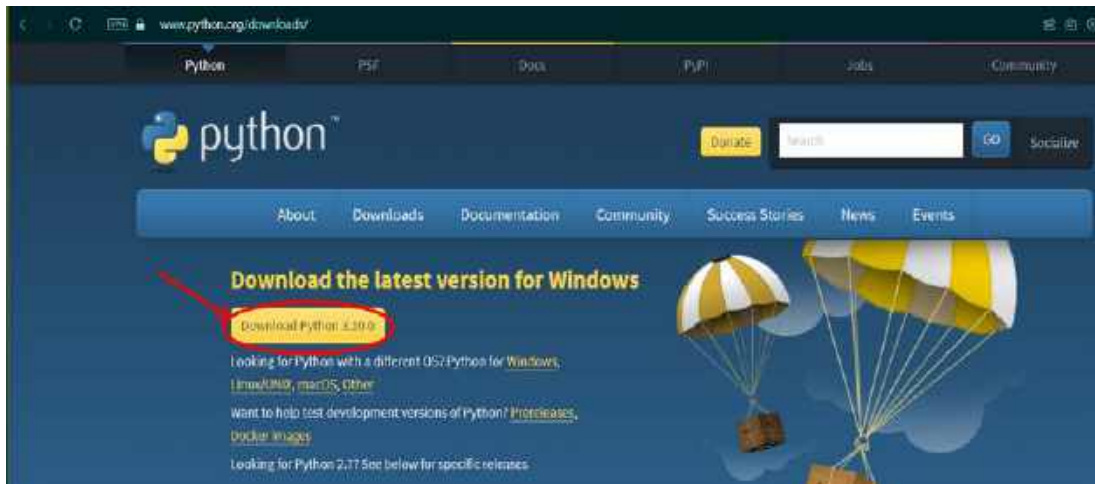 www.python.org/downloads/
Python PSF Docs PyPI Jobs Community
python™
Donate Search GO Socialize
About Downloads Documentation Community Success Stories News Events
Download the latest version for Windows
Download Python 3.10.0
Looking for Python with a different OS? Python for Windows,
Linux/UNIX, macOS, Other
Want to help test development versions of Python? Prereleases,
Docker images
Looking for Python 2.7? See below for specific releases